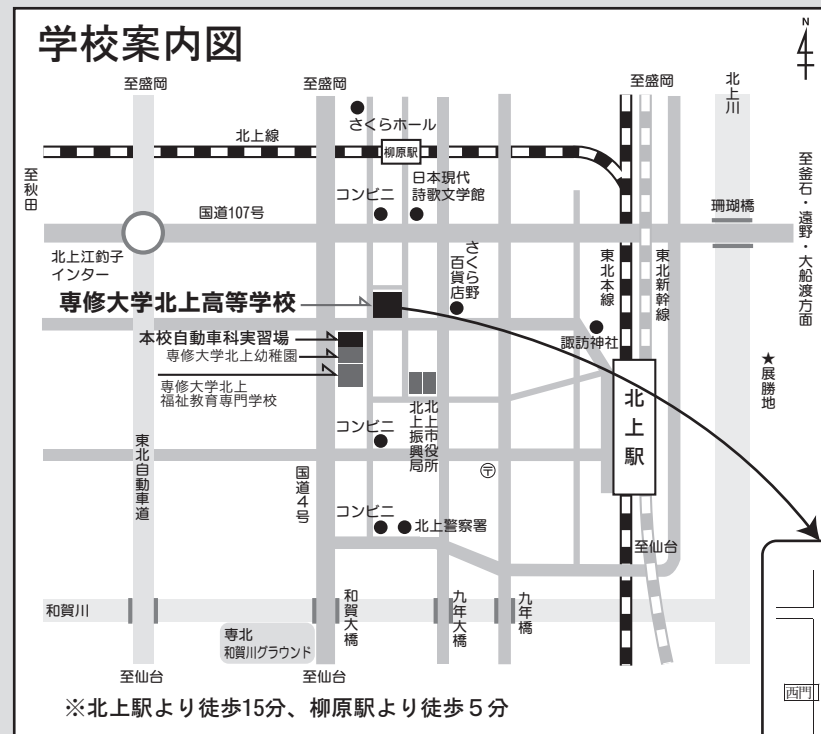 学校案内図
N
至盛岡
至盛岡
至盛岡
北上川
さくらホール
北上線
柳原駅
至秋田
日本現代
詩歌文学館
コンビニ
国道107号
珊瑚橋
至釜石・遠野・大船渡方面
北上江釣子
インター
さくら野
百貨店
東北本線
東北新幹線
専修大学北上高等学校
本校自動車科実習場
専修大学北上幼稚園
専修大学北上
福祉教育専門学校
諏訪神社
★展勝地
北上駅
北上市役所
北上振興局
コンビニ
東北自動車道
国道4号
〒
コンビニ
北上警察署
至仙台
和賀川
和賀大橋
九年大橋
九年橋
専北
和賀川グラウンド
西門
至仙台
至仙台
※北上駅より徒歩15分、柳原駅より徒歩５分